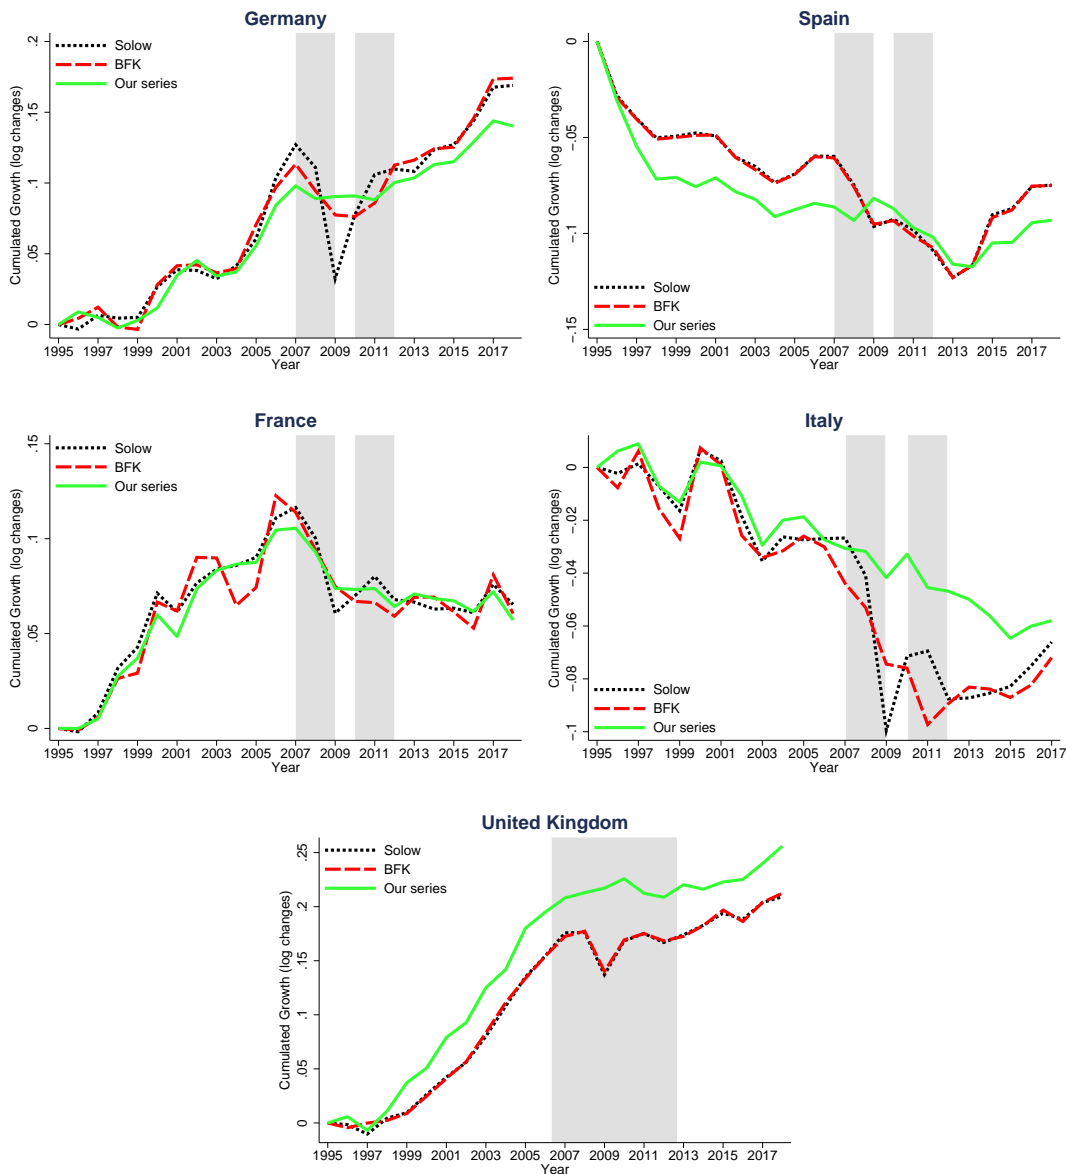 Germany
Cumulated Growth (log changes)
0
.05
.1
.15
.2
Solow
BFK
Our series
1995 1997 1999 2001 2003 2005 2007 2009 2011 2013 2015 2017
Year
Spain
Cumulated Growth (log changes)
-.15
-.1
-.05
0
Solow
BFK
Our series
1995 1997 1999 2001 2003 2005 2007 2009 2011 2013 2015 2017
Year
France
Cumulated Growth (log changes)
0
.05
.1
.15
Solow
BFK
Our series
1995 1997 1999 2001 2003 2005 2007 2009 2011 2013 2015 2017
Year
Italy
Cumulated Growth (log changes)
-.1
-.08
-.06
-.04
-.02
0
Solow
BFK
Our series
1995 1997 1999 2001 2003 2005 2007 2009 2011 2013 2015 2017
Year
United Kingdom
Cumulated Growth (log changes)
0
.05
.1
.15
.2
.25
Solow
BFK
Our series
1995 1997 1999 2001 2003 2005 2007 2009 2011 2013 2015 2017
Year